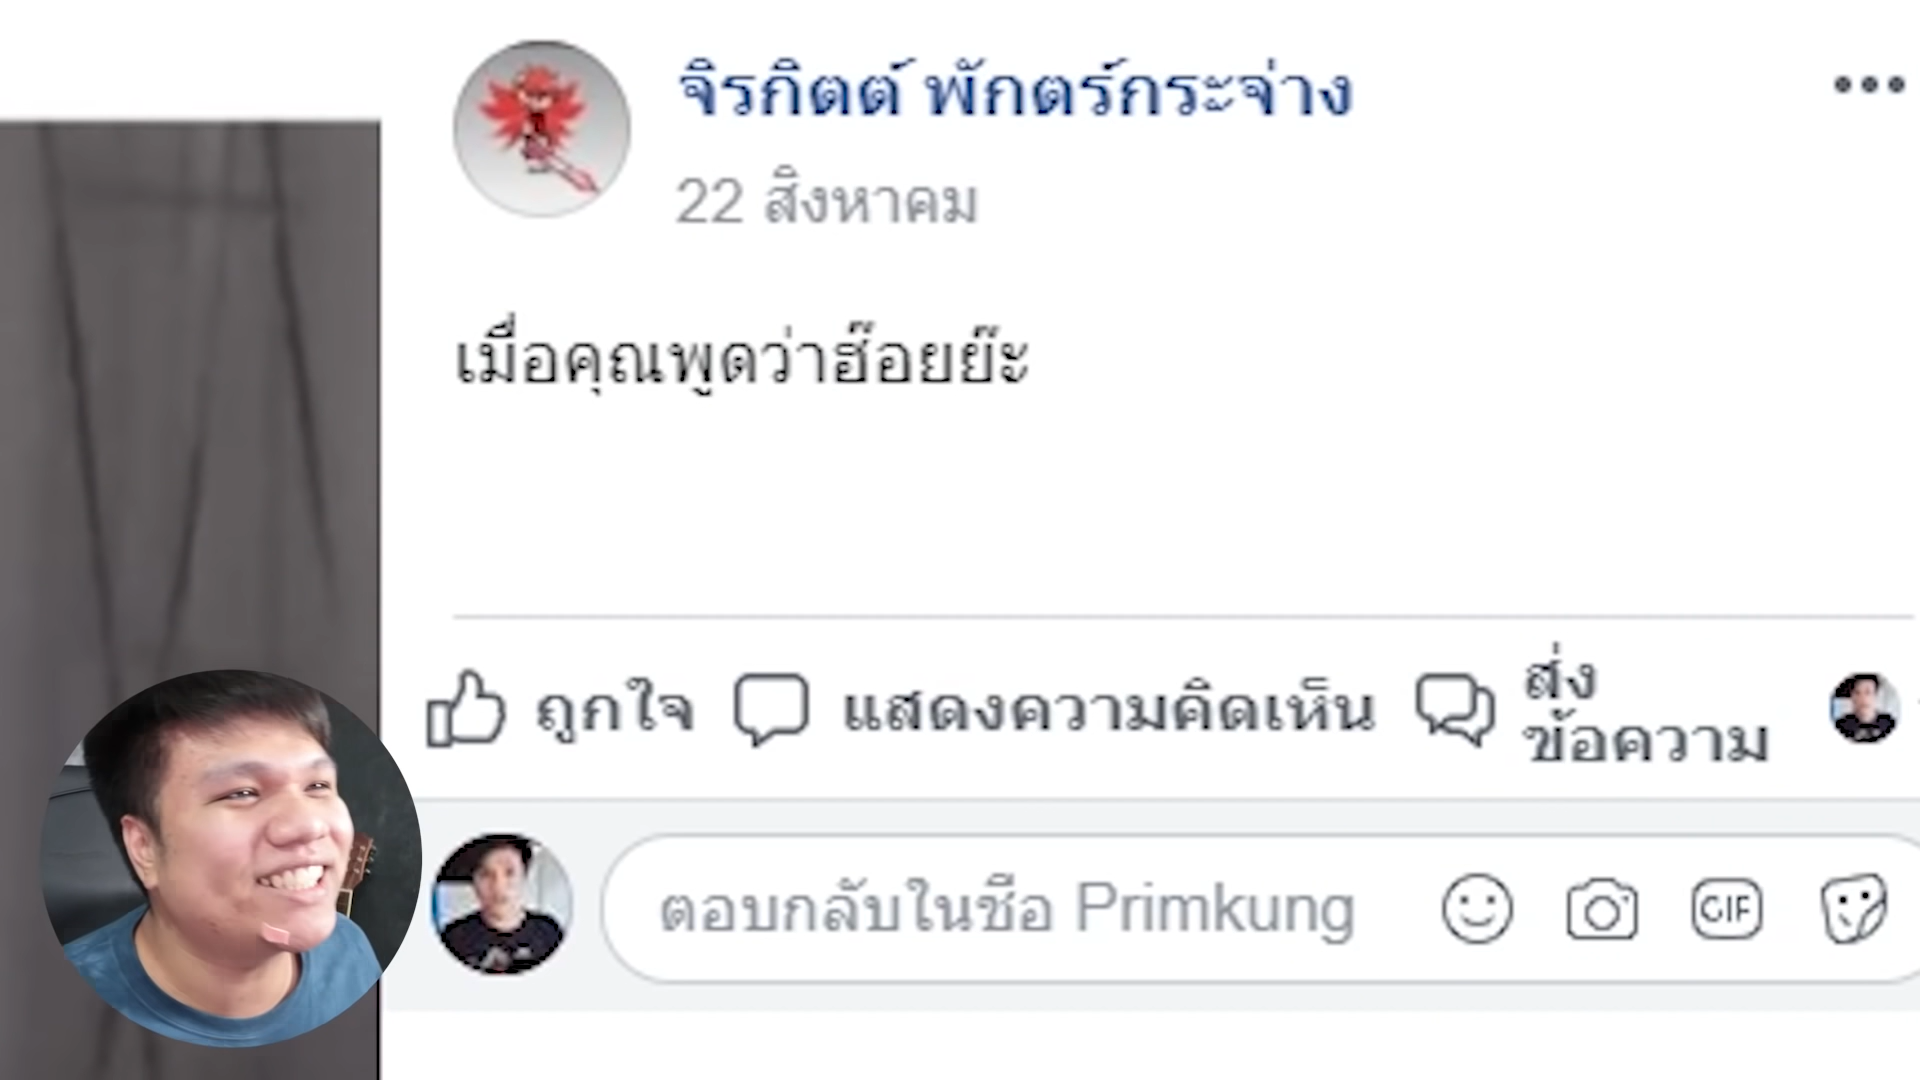 จิรกิตต์ พักตร์กระจ่าง
22 สิงหาคม
เมื่อคุณพูดว่าฮ๊อยย๊ะ
ถูกใจ แสดงความคิดเห็น ส่ง
ข้อความ
ตอบกลับในชื่อ Primkung GIF